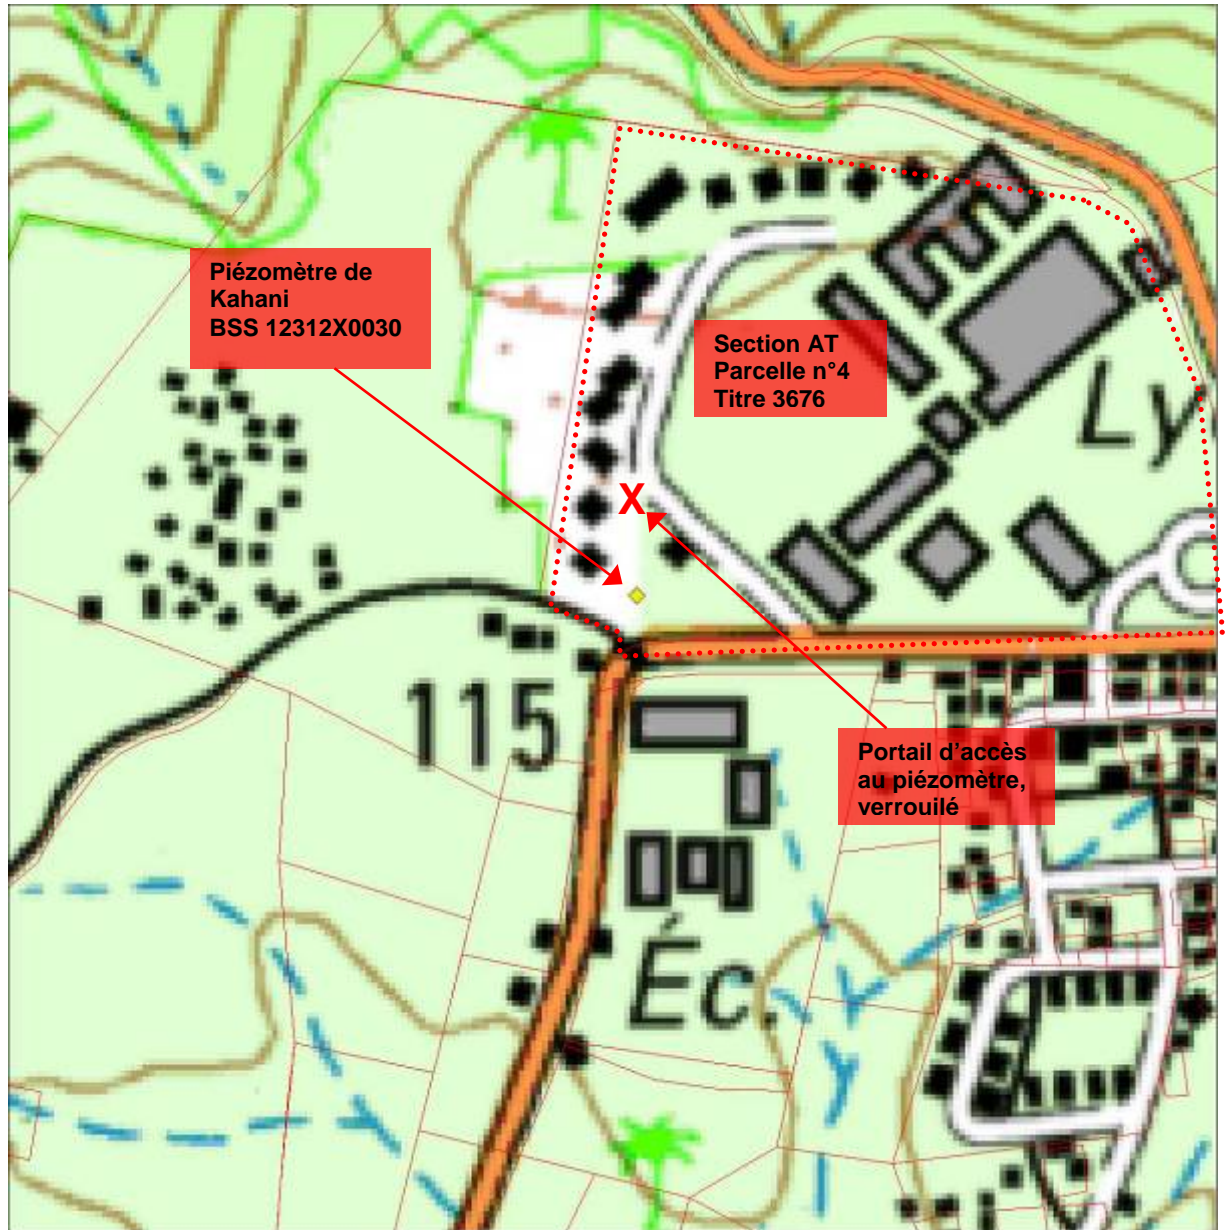 Piézomètre de
Kahani
BSS 12312X0030
Section AT
Parcelle n°4
Titre 3676
Ly
X
115
Portail d'accès
au piézomètre,
verrouilé
Éc.